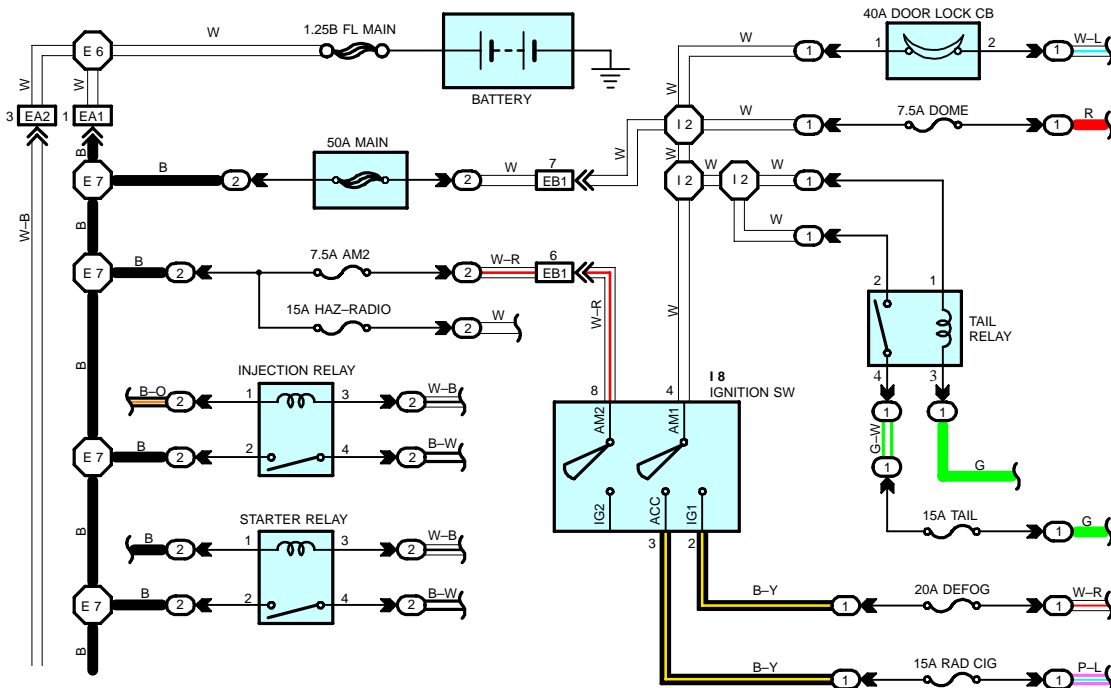 40A DOOR LOCK CB
W 1.25B FL MAIN
W 1 1 2 1 W–L
E 6
BATTERY
W W W
7.5A DOME
3 EA2 1 EA1
I 2 W 1 1 R
B 50A MAIN 7 W W
E 7 B 2 2 W EB1 I 2 W I 2 W 1
W 1
W–B B
7.5A AM2 W–R 6
E 7 B 2 2 EB1
2 1
15A HAZ–RADIO W–R W
2 W
TAIL
RELAY
B
INJECTION RELAY W–B
I 8
IGNITION SW
4 3
B–O 2 1 3 2
8 4
1 1
AM2 AM1
G–W
E 7 B 2 2 4 2 B–W
1 G
IG2 ACC IG1
B STARTER RELAY
15A TAIL G
1
B 2 1 3 2 W–B
3 2
E 7 B 2 2 4 2 B–W
B–Y 1 20A DEFOG 1 W–R
B
B–Y 1 15A RAD CIG 1 P–L